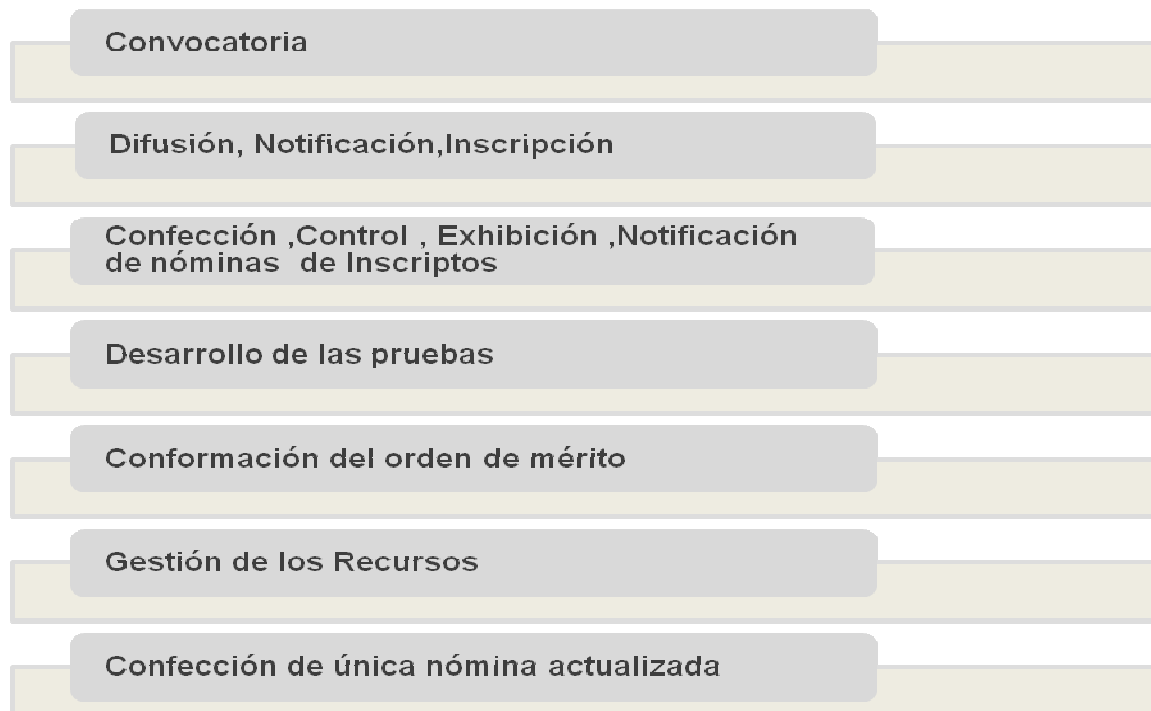 Convocatoria
Difusión, Notificación,Inscripción
Confección ,Control , Exhibición ,Notificación
de nóminas  de Inscriptos
Desarrollo de las pruebas
Conformación del orden de mérito
Gestión de los Recursos
Confección de única nómina actualizada